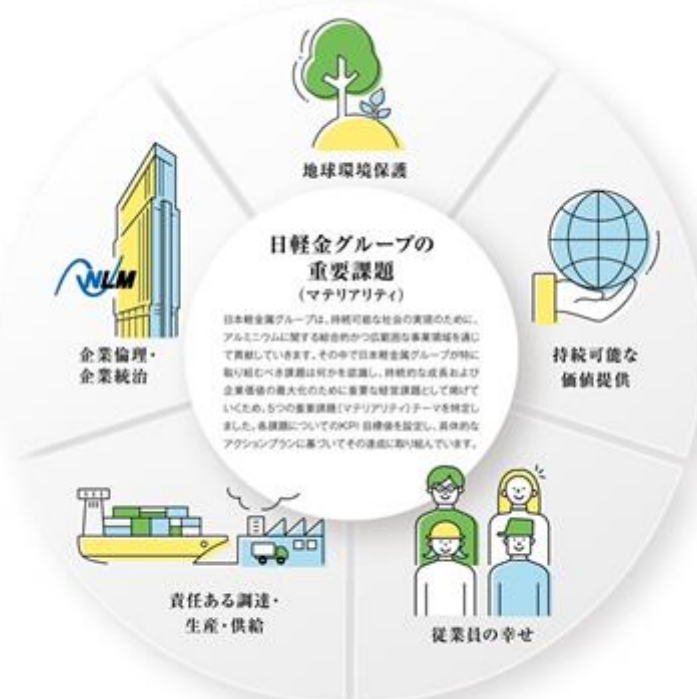 地球環境保護
日軽金グループの
重要課題
(マテリアリティ)
日本軽金属グループは、持続可能な社会の実現のために、
アルミニウムに関する総合的かつ広範囲な事業領域を通じ
て貢献していきます。その中で日本軽金属グループが特に
取り組むべき課題は何かを認識し、持続的な成長および
企業価値の最大化のために重要な経営課題として掲げて
いくため、5つの重要課題(マテリアリティ)テーマを特定し
ました。各課題についてのKPI 目標値を設定し、具体的な
アクションプランに基づいてその達成に取り組んでいます。
持続可能な
価値提供
従業員の幸せ
責任ある調達・
生産・供給
NLM
企業倫理・
企業統治